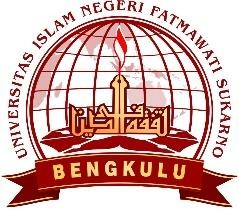 UNIVERSITAS ISLAM NEGERI FATMAWATI SUKARNO
BENGKULU